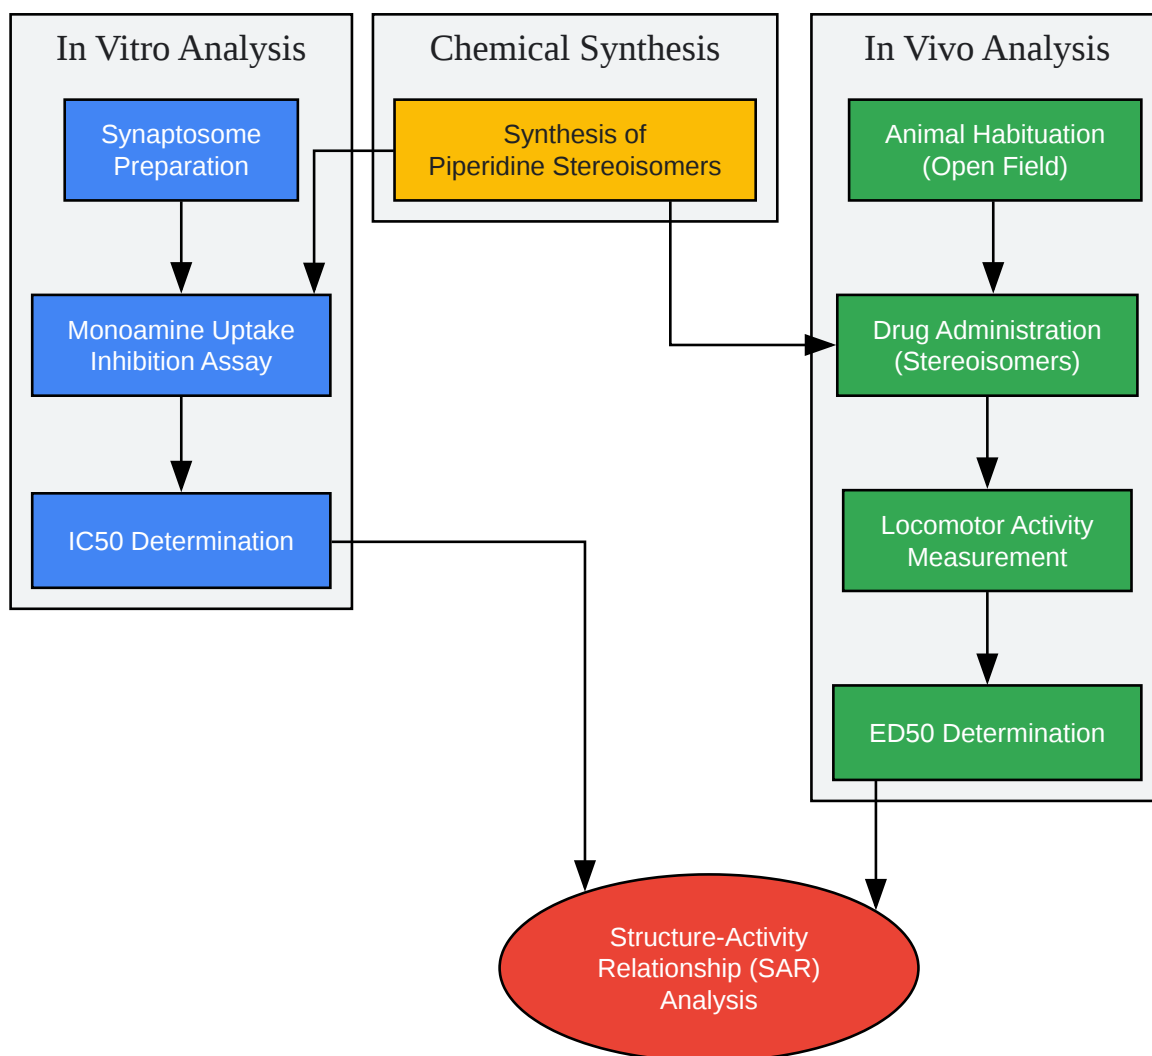 In Vitro Analysis
Synaptosome
Preparation
Monoamine Uptake
Inhibition Assay
IC50 Determination
Chemical Synthesis
Synthesis of
Piperidine Stereoisomers
In Vivo Analysis
Animal Habituation
(Open Field)
Drug Administration
(Stereoisomers)
Locomotor Activity
Measurement
ED50 Determination
Structure-Activity
Relationship (SAR)
Analysis